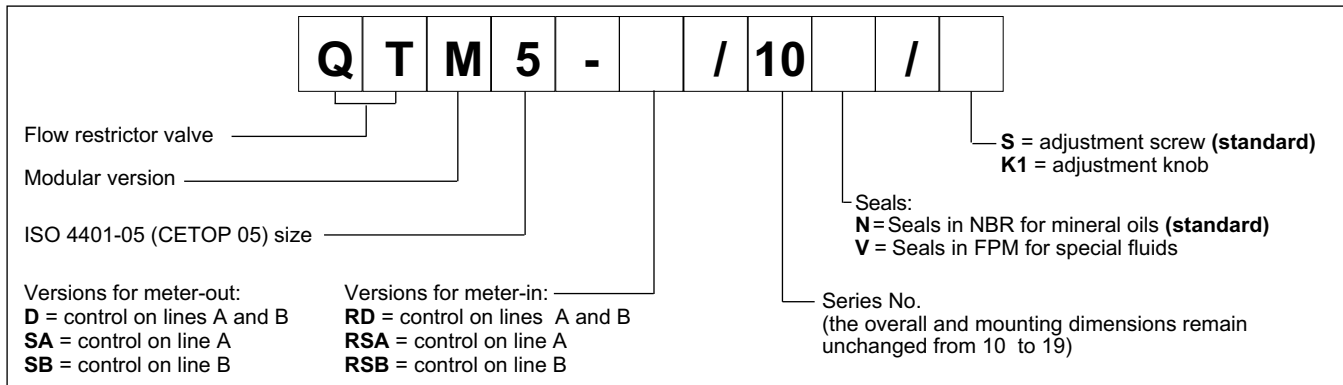 Q T M 5 - / 10 /
Flow restrictor valve
Modular version
ISO 4401-05 (CETOP 05) size
Versions for meter-out:
D = control on lines A and B
SA = control on line A
SB = control on line B
Versions for meter-in:
RD = control on lines A and B
RSA = control on line A
RSB = control on line B
S = adjustment screw (standard)
K1 = adjustment knob
Seals:
N = Seals in NBR for mineral oils (standard)
V = Seals in FPM for special fluids
Series No.
(the overall and mounting dimensions remain
unchanged from 10 to 19)